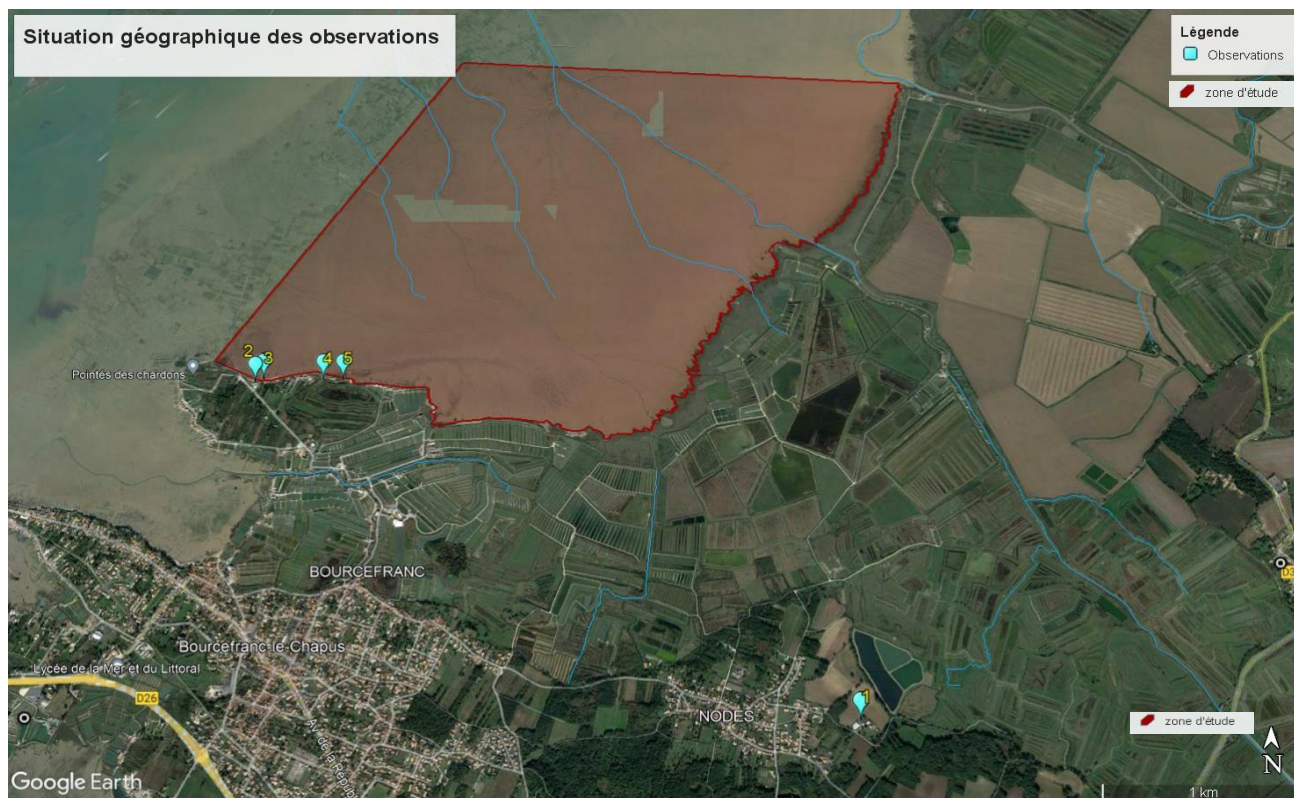 Situation géographique des observations
Légende
Observations
zone d'étude
2
3
4
5
Pointes des chardons
BOURCEFRANC
Bourcefranc-le-Chapus
Lycée de la Mer et du Littoral
D26
NODES
1
zone d'étude
N
1 km
Google Earth